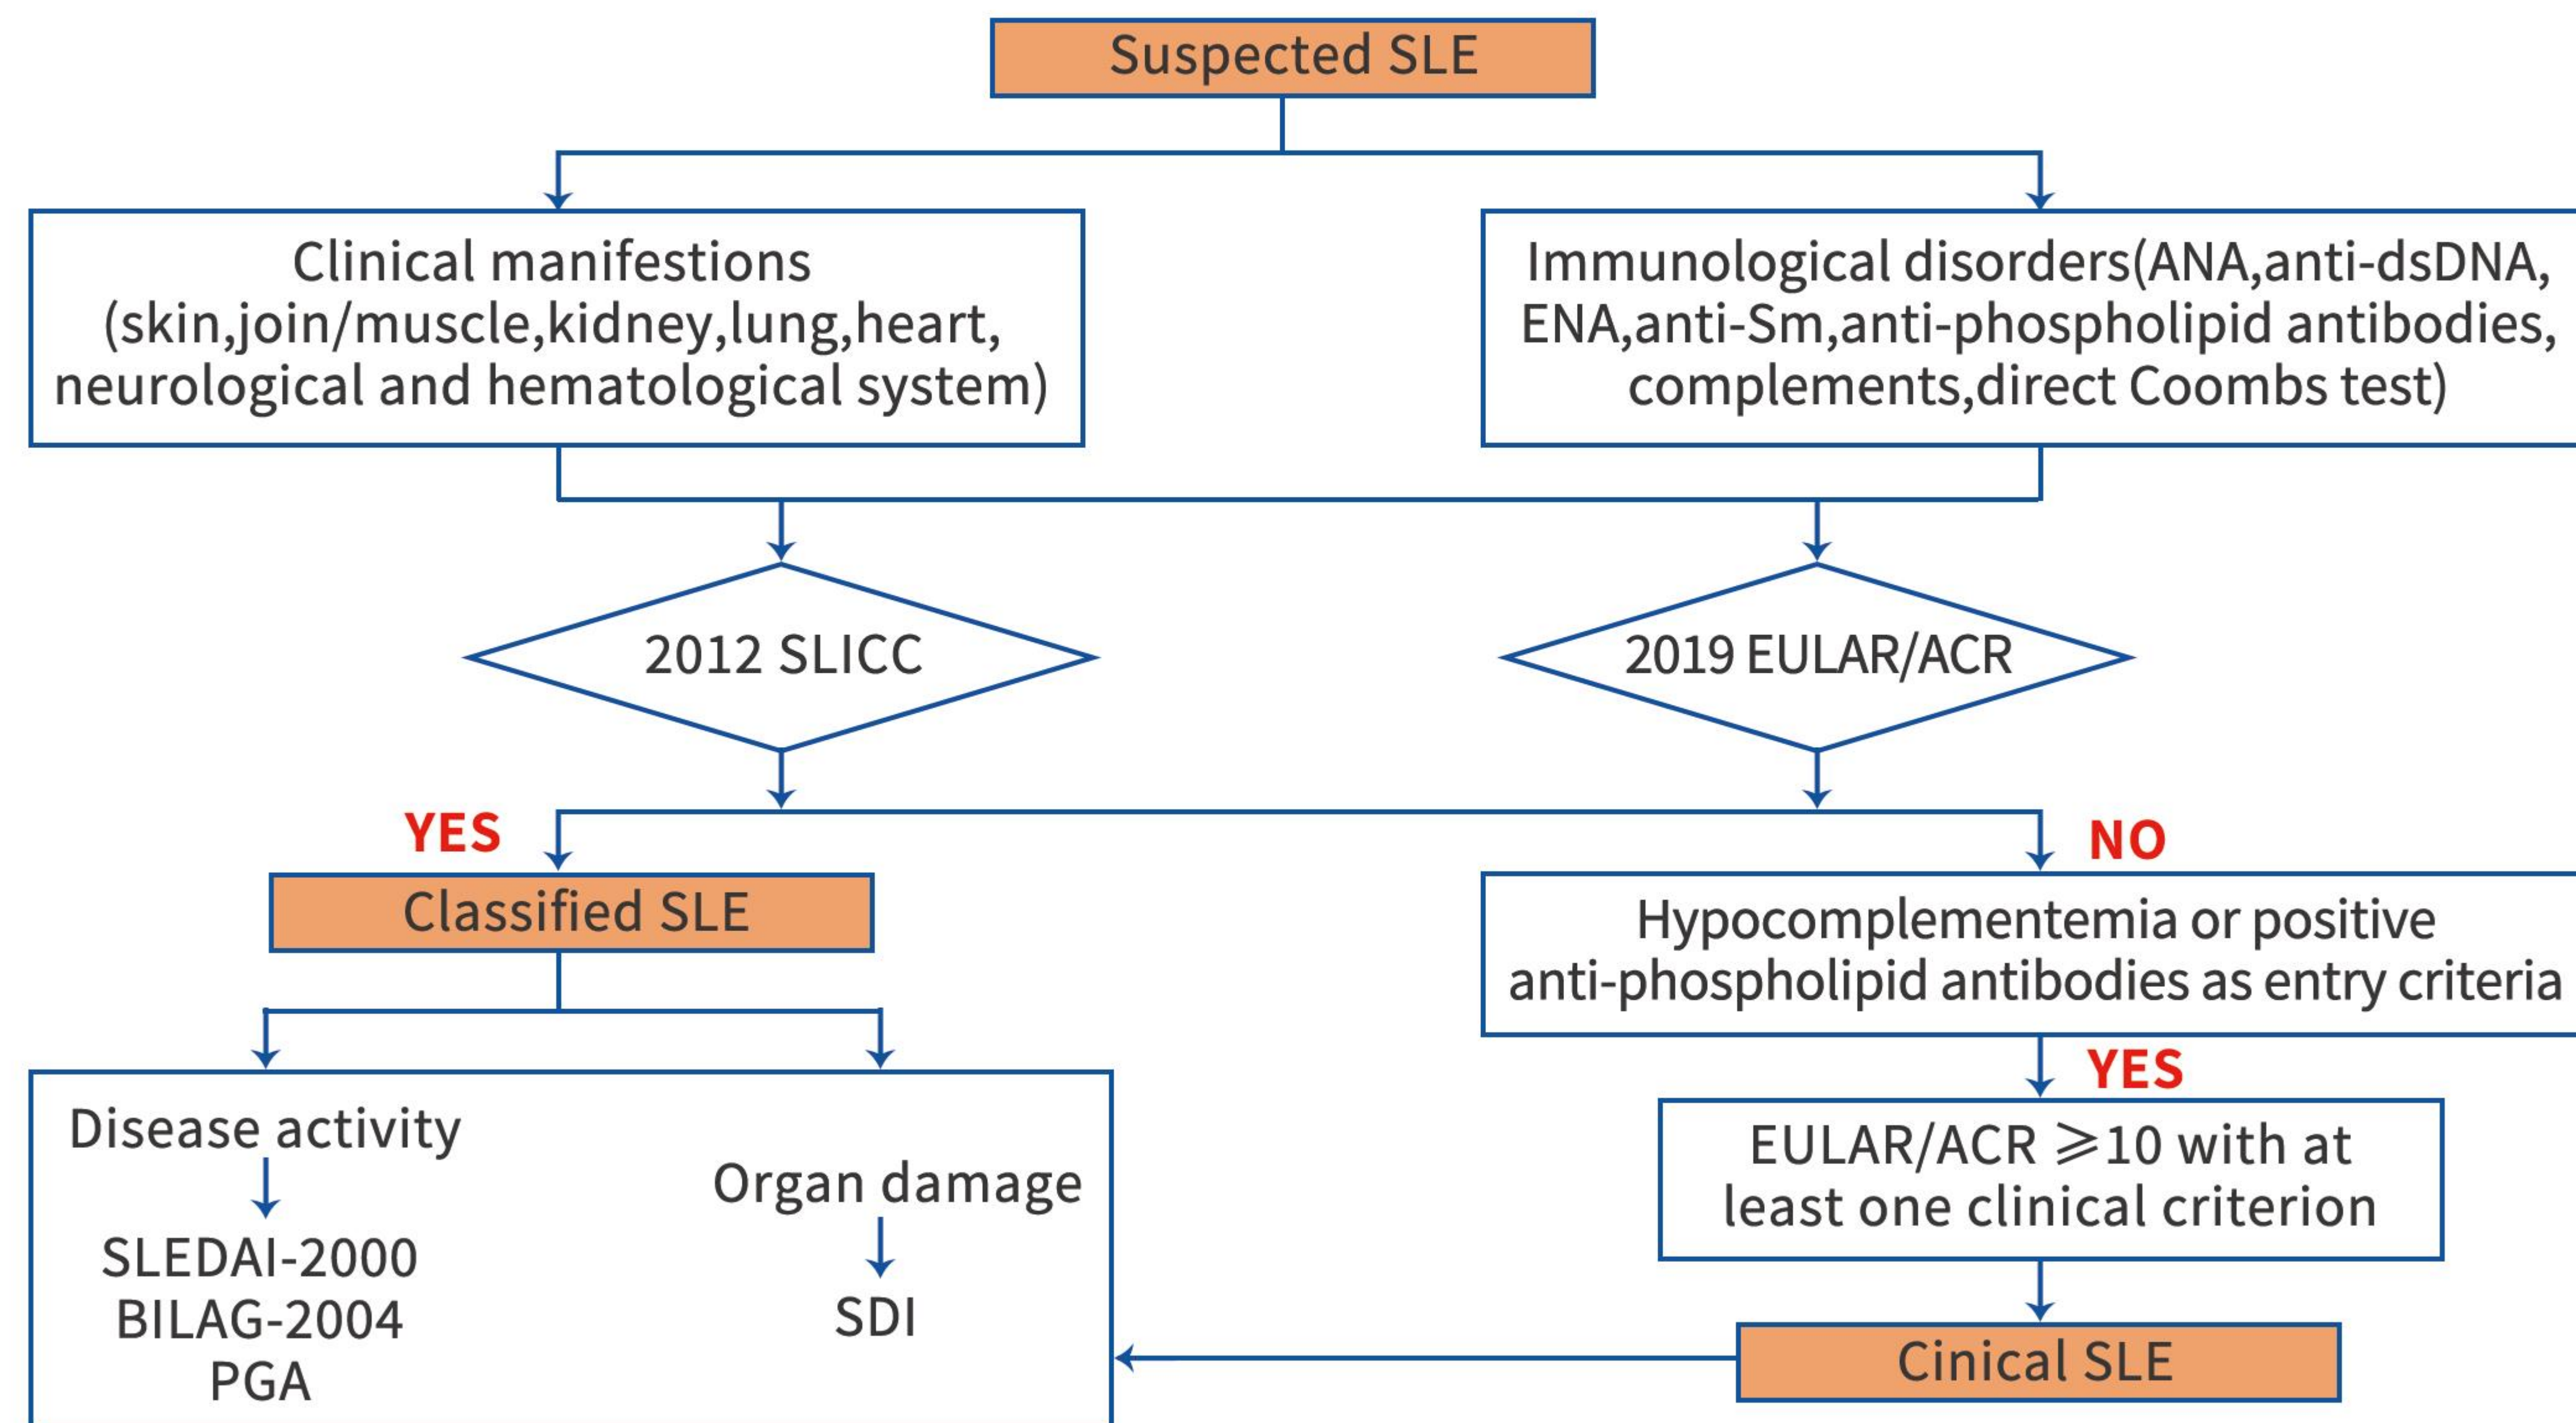 Suspected SLE
Clinical manifestions
(skin,join/muscle,kidney,lung,heart,
neurological and hematological system)
Immunological disorders(ANA,anti-dsDNA,
ENA,anti-Sm,anti-phospholipid antibodies,
complements,direct Coombs test)
2012 SLICC
2019 EULAR/ACR
YES
NO
Classified SLE
Hypocomplementemia or positive
anti-phospholipid antibodies as entry criteria
YES
EULAR/ACR ⩾10 with at
least one clinical criterion
Disease activity
SLEDAI-2000
BILAG-2004
PGA
Organ damage
SDI
Cinical SLE